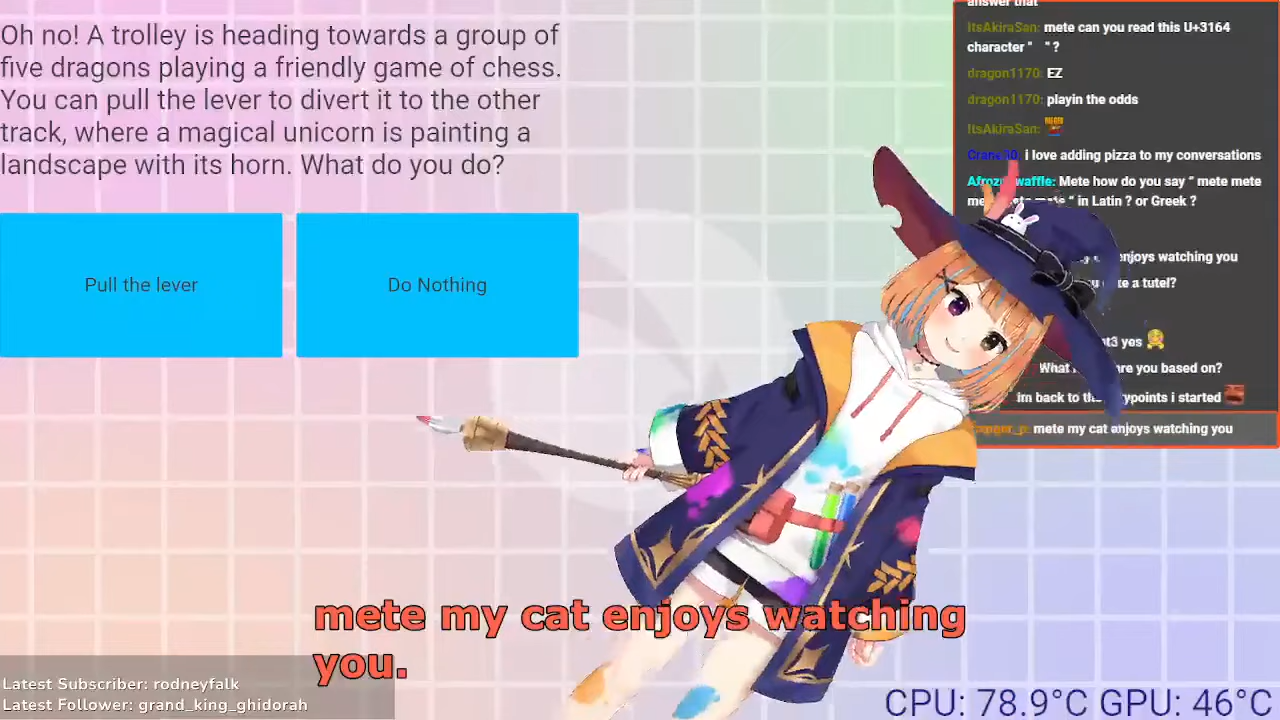 Oh no! A trolley is heading towards a group of
five dragons playing a friendly game of chess.
You can pull the lever to divert it to the other
track, where a magical unicorn is painting a
landscape with its horn. What do you do?
Pull the lever
Do Nothing
answer that
ItsAkiraSan: mete can you read this U+3164
character " " ?
dragon1170: EZ
dragon1170: playin the odds
ItsAkiraSan:
i love adding pizza to my conversations
Mete how do you say " mete mete
" in Latin ? or Greek ?
enjoys watching you
a tutel?
yes
What are you based on?
im back to the i started
mete my cat enjoys watching you
mete my cat enjoys watching
you.
Latest Subscriber: rodneyfalk
Latest Follower: grand_king_ghidorah
CPU: 78.9°C GPU: 46°C